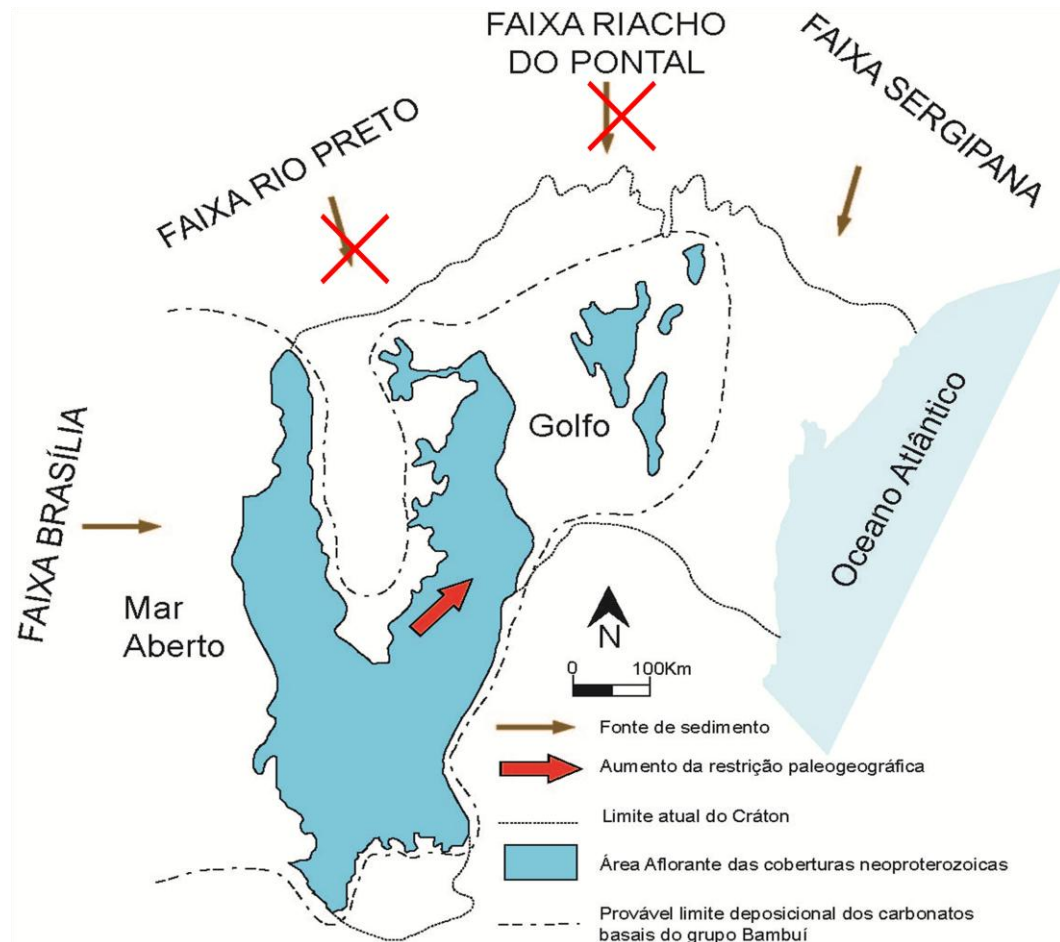 FAIXA RIACHO
DO PONTAL
FAIXA SERGIPANA
FAIXA RIO PRETO
Golfo
Oceano Atlântico
FAIXA BRASÍLIA
Mar
Aberto
N
0 100Km
Fonte de sedimento
Aumento da restrição paleogeográfica
Limite atual do Cráton
Área Aflorante das coberturas neoproterozoicas
Provável limite deposicional dos carbonatos
basais do grupo Bambuí